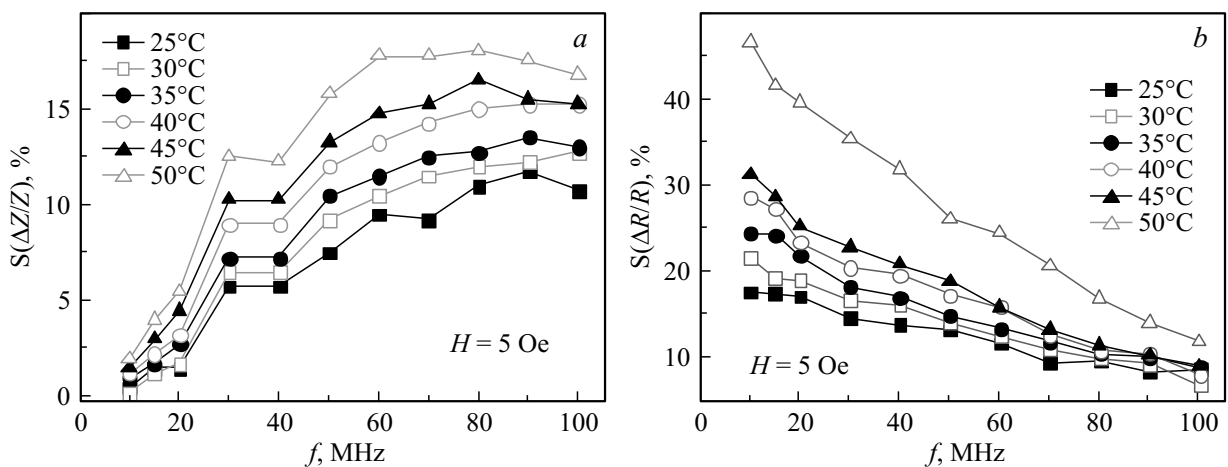 a
25°C
30°C
35°C
40°C
45°C
50°C
S(ΔZ/Z), %
15
10
5
0
H = 5 Oe
0 20 40 60 80 100
f, MHz
b
25°C
30°C
35°C
40°C
45°C
50°C
S(ΔR/R), %
40
30
20
10
H = 5 Oe
0 20 40 60 80 100
f, MHz